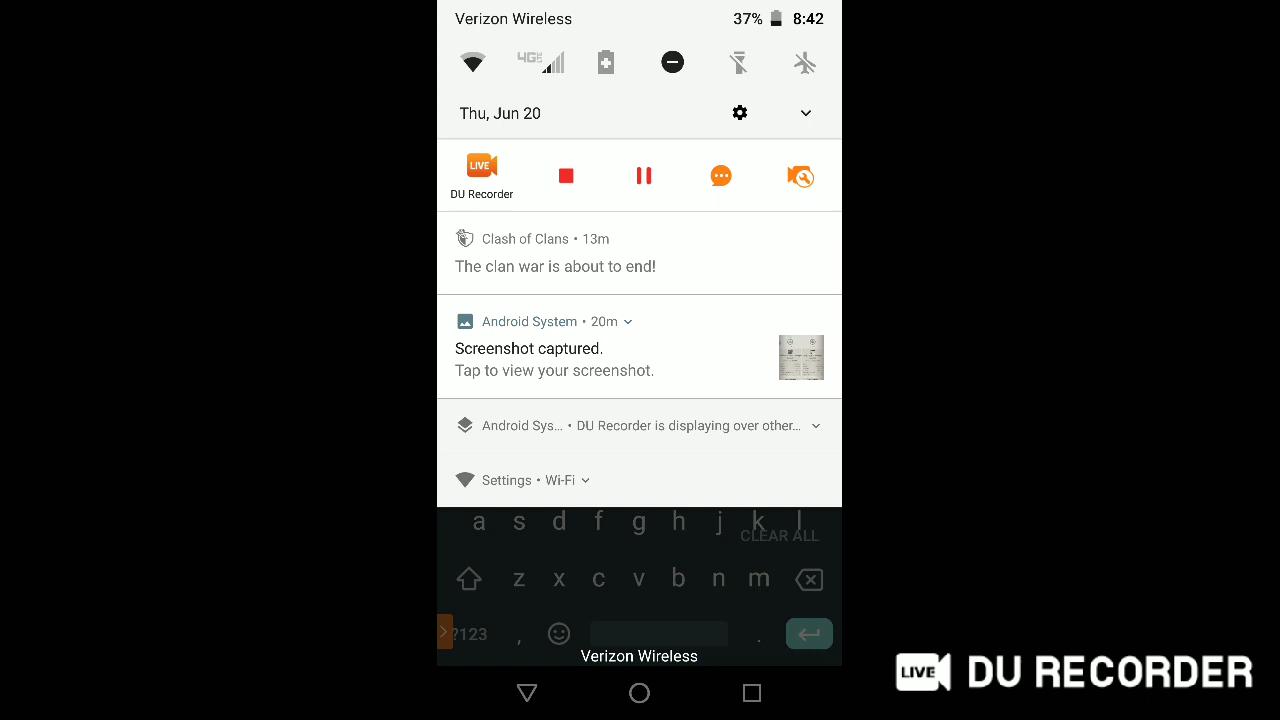 Verizon Wireless 37% 8:42
4G LTE
Thu, Jun 20
LIVE
DU Recorder
Clash of Clans • 13m
The clan war is about to end!
Android System • 20m
Screenshot captured.
Tap to view your screenshot.
Android Sys... • DU Recorder is displaying over other...
Settings • Wi-Fi
a s d f g h j k l
CLEAR ALL
z x c v b n m
?123 , .
Verizon Wireless
LIVE DU RECORDER